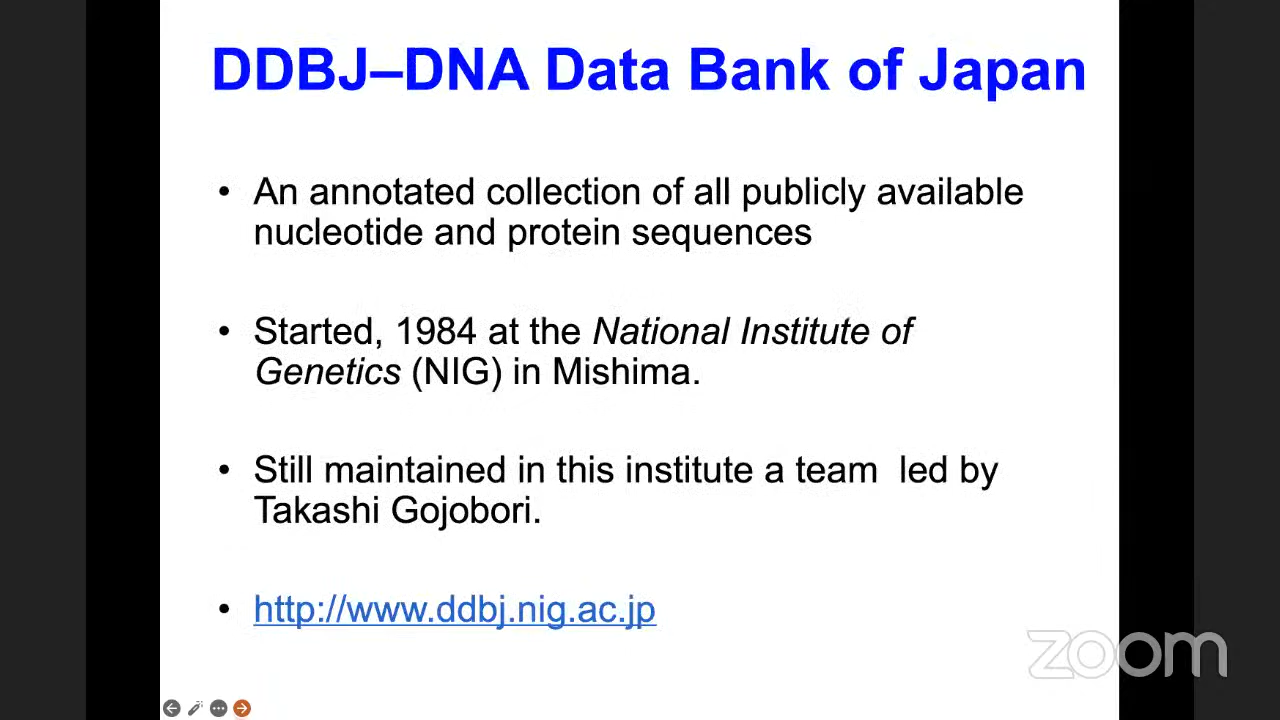 DDBJ–DNA Data Bank of Japan
• An annotated collection of all publicly available
nucleotide and protein sequences
• Started, 1984 at the National Institute of
Genetics (NIG) in Mishima.
• Still maintained in this institute a team  led by
Takashi Gojobori.
• http://www.ddbj.nig.ac.jp
zoom